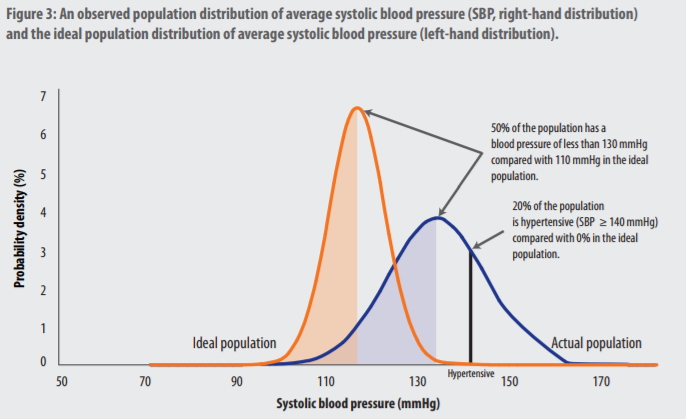 Figure 3: An observed population distribution of average systolic blood pressure (SBP, right-hand distribution)
and the ideal population distribution of average systolic blood pressure (left-hand distribution).
7
6
5
4
3
2
1
0
Probability density (%)
50% of the population has a
blood pressure of less than 130 mmHg
compared with 110 mmHg in the ideal
population.
20% of the population
is hypertensive (SBP ≥ 140 mmHg)
compared with 0% in the ideal
population.
Ideal population
Actual population
Hypertensive
50 70 90 110 130 150 170
Systolic blood pressure (mmHg)